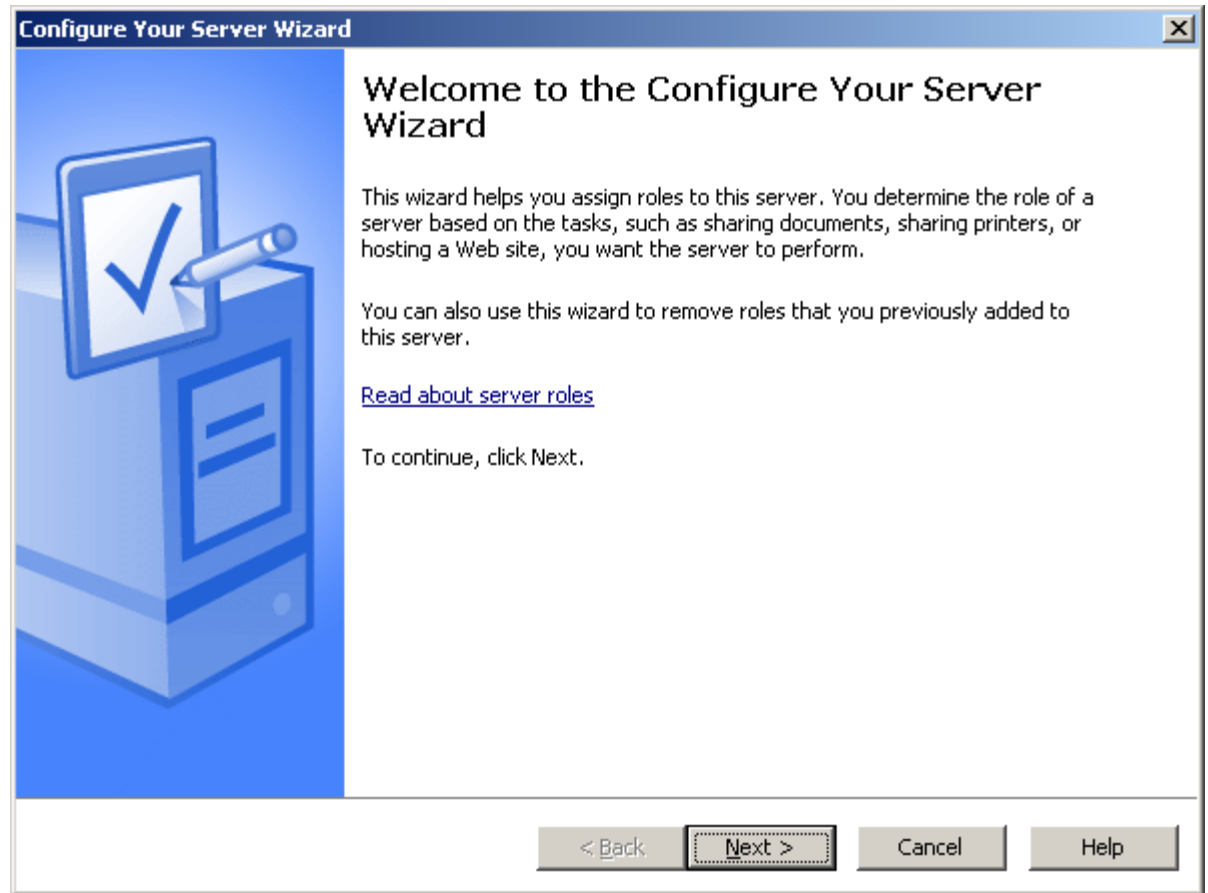 Configure Your Server Wizard
Welcome to the Configure Your Server
Wizard
This wizard helps you assign roles to this server. You determine the role of a
server based on the tasks, such as sharing documents, sharing printers, or
hosting a Web site, you want the server to perform.
You can also use this wizard to remove roles that you previously added to
this server.
Read about server roles
To continue, click Next.
< Back
Next >
Cancel
Help